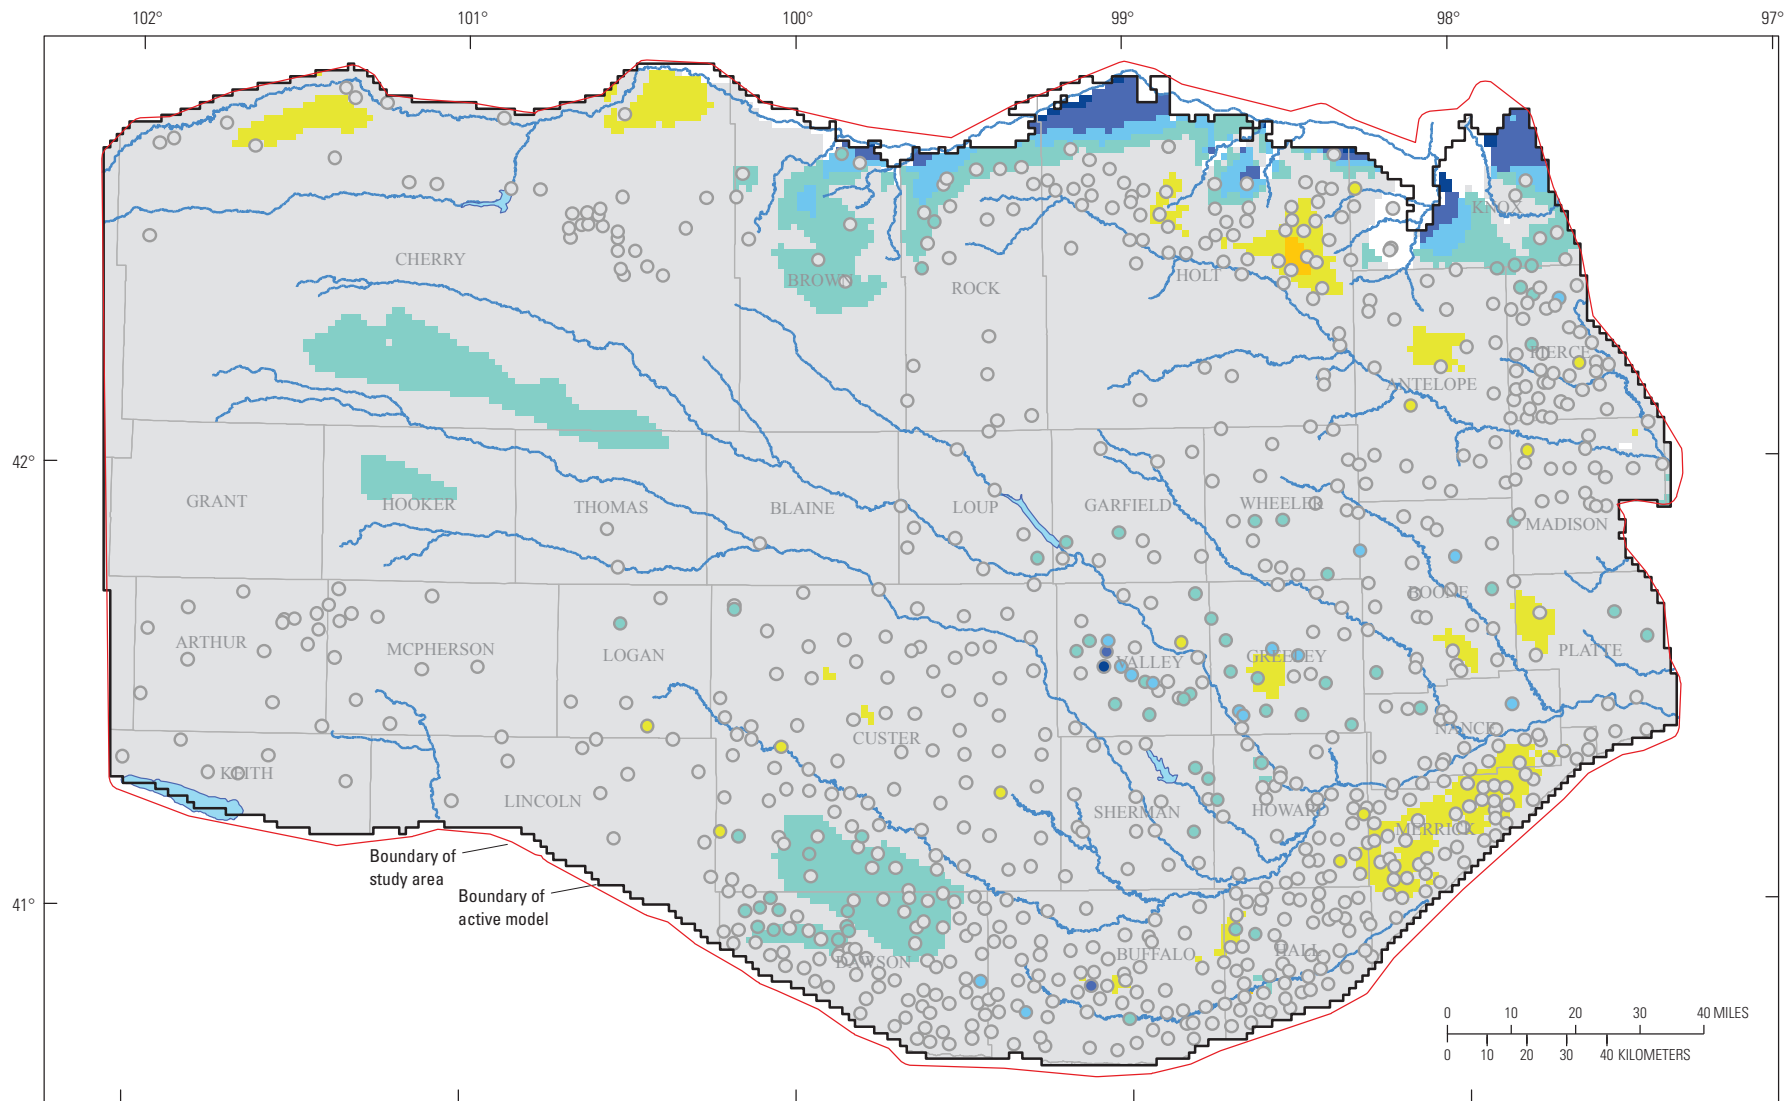 102° 101° 100° 99° 98° 97°
KNOX
CHERRY
HOLT
BROWN
ROCK
PIERCE
ANTELOPE
42°
GRANT
HOOKER
THOMAS
BLAINE
LOUP
GARFIELD
WHEELER
MADISON
BOONE
ARTHUR
MCPHERSON
LOGAN
VALLEY
GREELEY
PLATTE
CUSTER
NANCE
KEITH
LINCOLN
SHERMAN
HOWARD
MERRICK
Boundary of
study area
Boundary of
active model
41°
DAWSON
BUFFALO
HALL
0 10 20 30 40 MILES
0 10 20 30 40 KILOMETERS